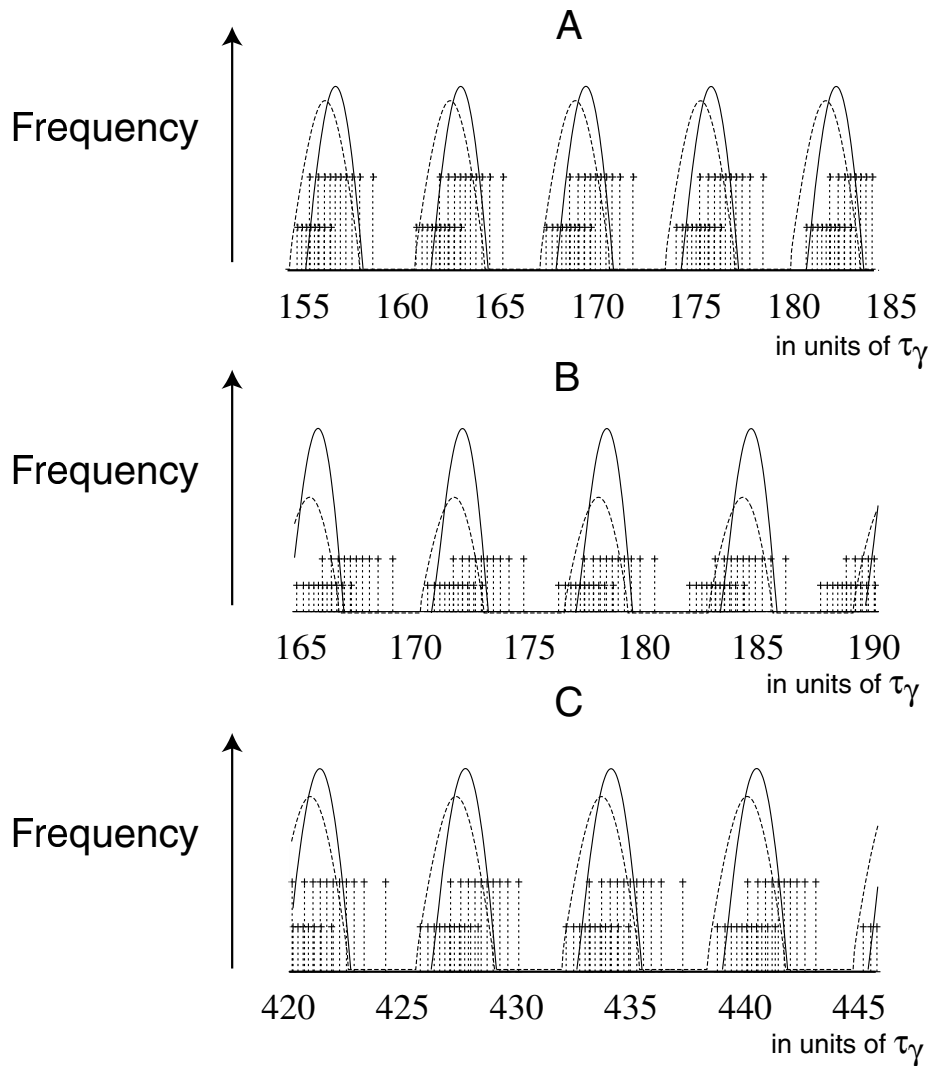 A
Frequency
155 160 165 170 175 180 185
in units of τγ
B
Frequency
165 170 175 180 185 190
in units of τγ
C
Frequency
420 425 430 435 440 445
in units of τγ